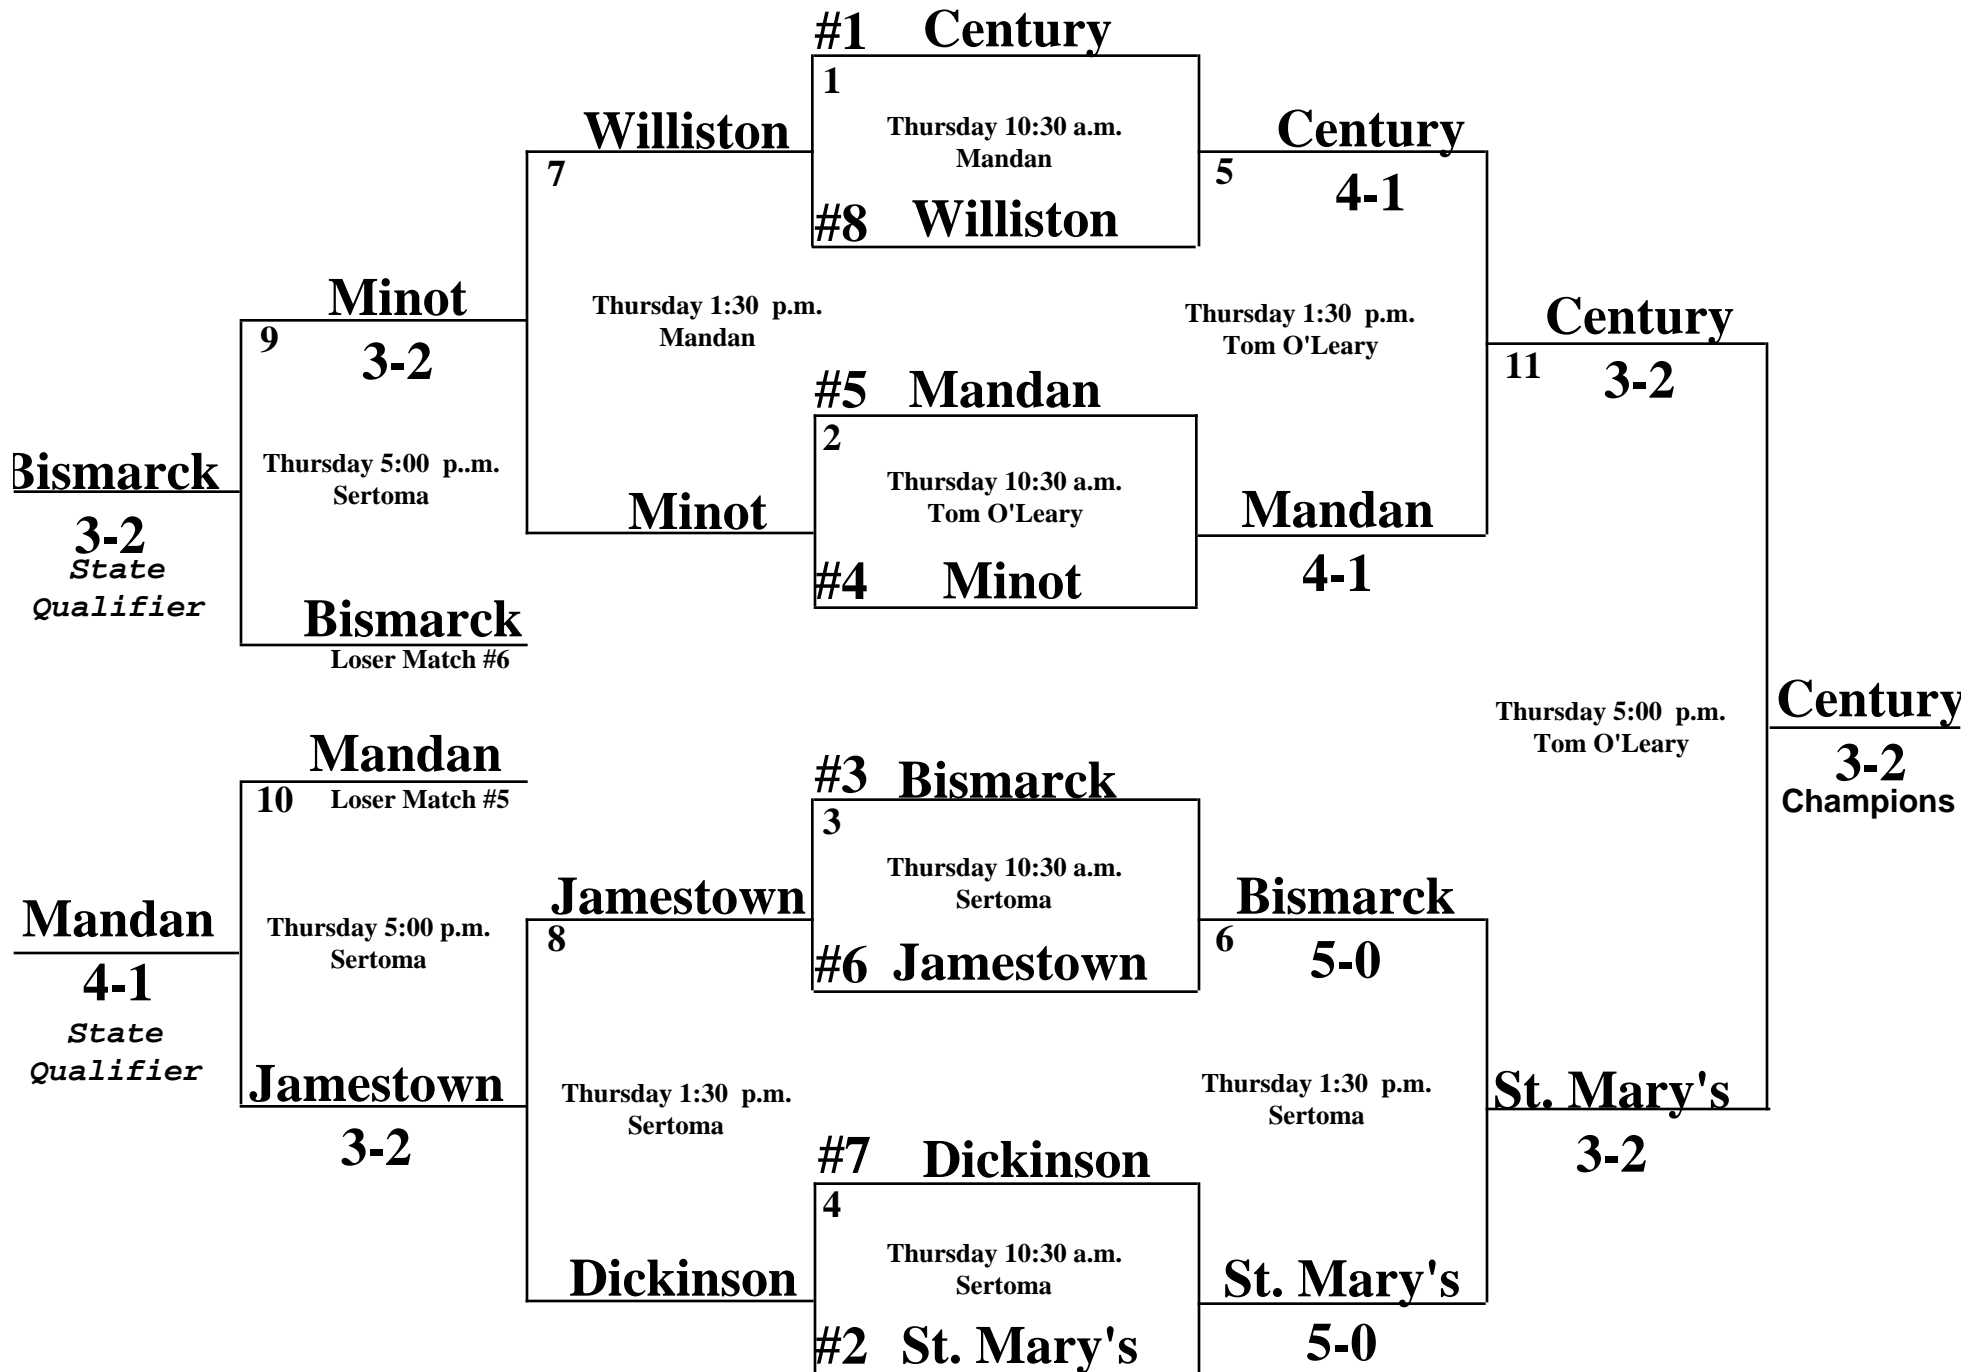 #1 Century
1
Thursday 10:30 a.m.
Mandan
#8 Williston
Williston
7
Thursday 1:30 p.m.
Mandan
Century
5
4-1
Thursday 1:30 p.m.
Tom O'Leary
Minot
9
3-2
Thursday 5:00 p..m.
Sertoma
Century
11
3-2
#5 Mandan
2
Thursday 10:30 a.m.
Tom O'Leary
#4 Minot
Minot
Mandan
4-1
Bismarck
3-2
State
Qualifier
Bismarck
Loser Match #6
Thursday 5:00 p.m.
Tom O'Leary
Century
3-2
Champions
Mandan
10 Loser Match #5
Thursday 5:00 p.m.
Sertoma
Mandan
4-1
State
Qualifier
#3 Bismarck
3
Thursday 10:30 a.m.
Sertoma
#6 Jamestown
Jamestown
8
Thursday 1:30 p.m.
Sertoma
Bismarck
6
5-0
Thursday 1:30 p.m.
Sertoma
Jamestown
3-2
St. Mary's
3-2
#7 Dickinson
4
Thursday 10:30 a.m.
Sertoma
#2 St. Mary's
Dickinson
St. Mary's
5-0